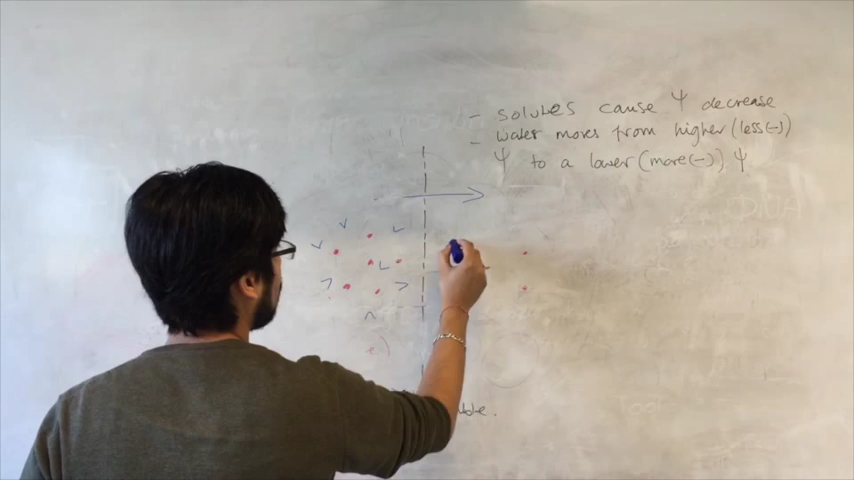 - solutes cause Ψ decrease
- water moves from higher (less(-))
Ψ to a lower (more(-)) Ψ
e)